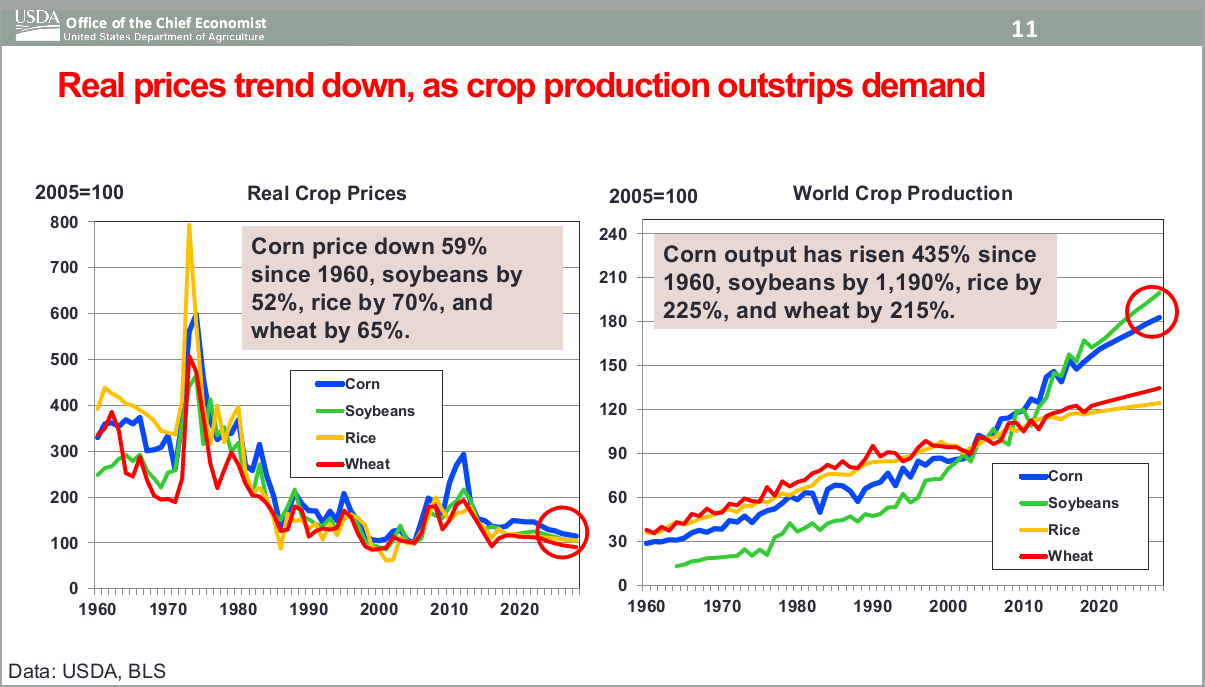 USDA Office of the Chief Economist
United States Department of Agriculture
11
Real prices trend down, as crop production outstrips demand
2005=100
Real Crop Prices
800
700
600
500
400
300
200
100
0
Corn price down 59%
since 1960, soybeans by
52%, rice by 70%, and
wheat by 65%.
Corn
Soybeans
Rice
Wheat
1960 1970 1980 1990 2000 2010 2020
2005=100
World Crop Production
240
210
180
150
120
90
60
30
0
Corn output has risen 435% since
1960, soybeans by 1,190%, rice by
225%, and wheat by 215%.
Corn
Soybeans
Rice
Wheat
1960 1970 1980 1990 2000 2010 2020
Data: USDA, BLS